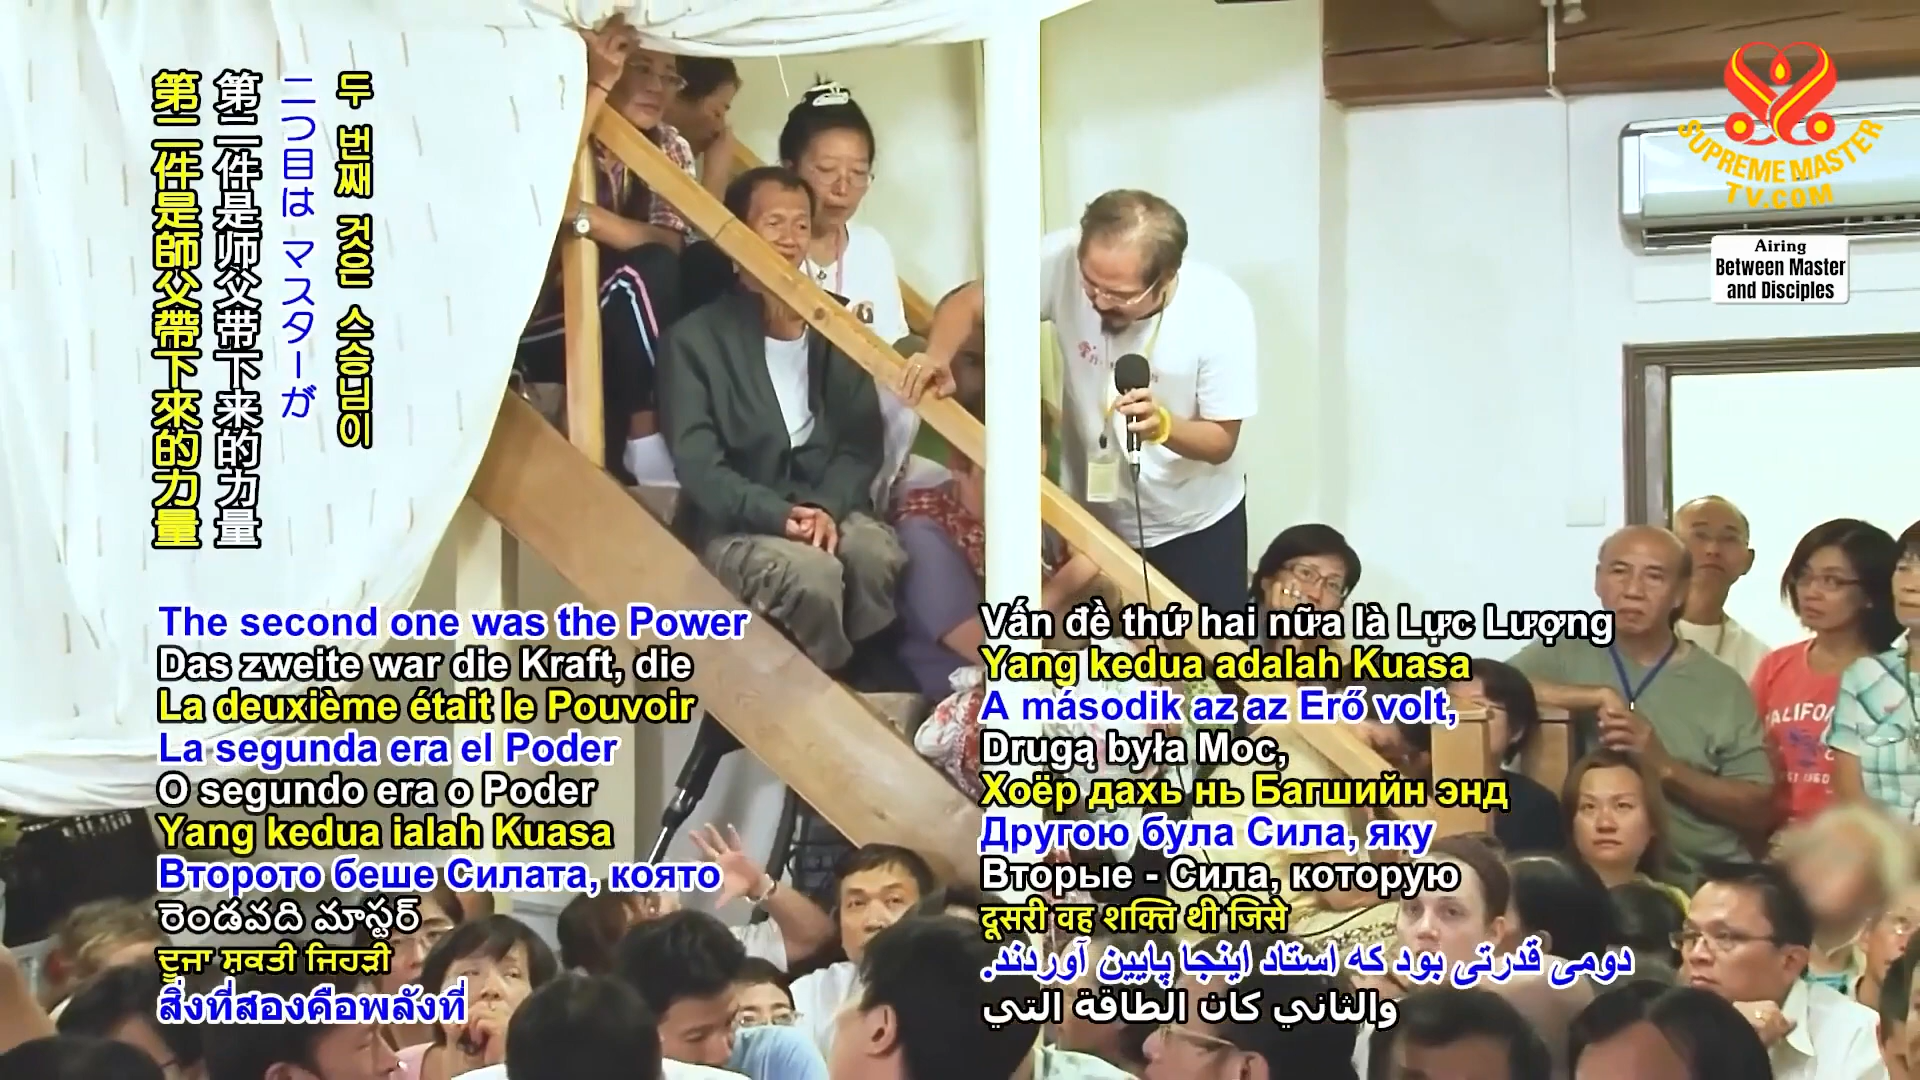 第二件是師父帶下來的力量
第二件是师父带下来的力量
二つ目は マスターが
두 번째 것은 스승님이
SUPREME MASTER
TV.COM
Airing
Between Master
and Disciples
The second one was the Power
Das zweite war die Kraft, die
La deuxième était le Pouvoir
La segunda era el Poder
O segundo era o Poder
Yang kedua ialah Kuasa
Второто беше Силата, която
రెండవది మాస్టర్
ਦੂਜਾ ਸ਼ਕਤੀ ਜਿਹੜੀ
สิ่งที่สองคือพลังที่
Vấn đề thứ hai nữa là Lực Lượng
Yang kedua adalah Kuasa
A második az az Erő volt,
Drugą była Moc,
Хоёр дахь нь Багшийн энд
Другою була Сила, яку
Вторые - Сила, которую
दूसरी वह शक्ति थी जिसे
دومی قدرتی بود که استاد اینجا پایین آوردند.
والثاني كان الطاقة التي